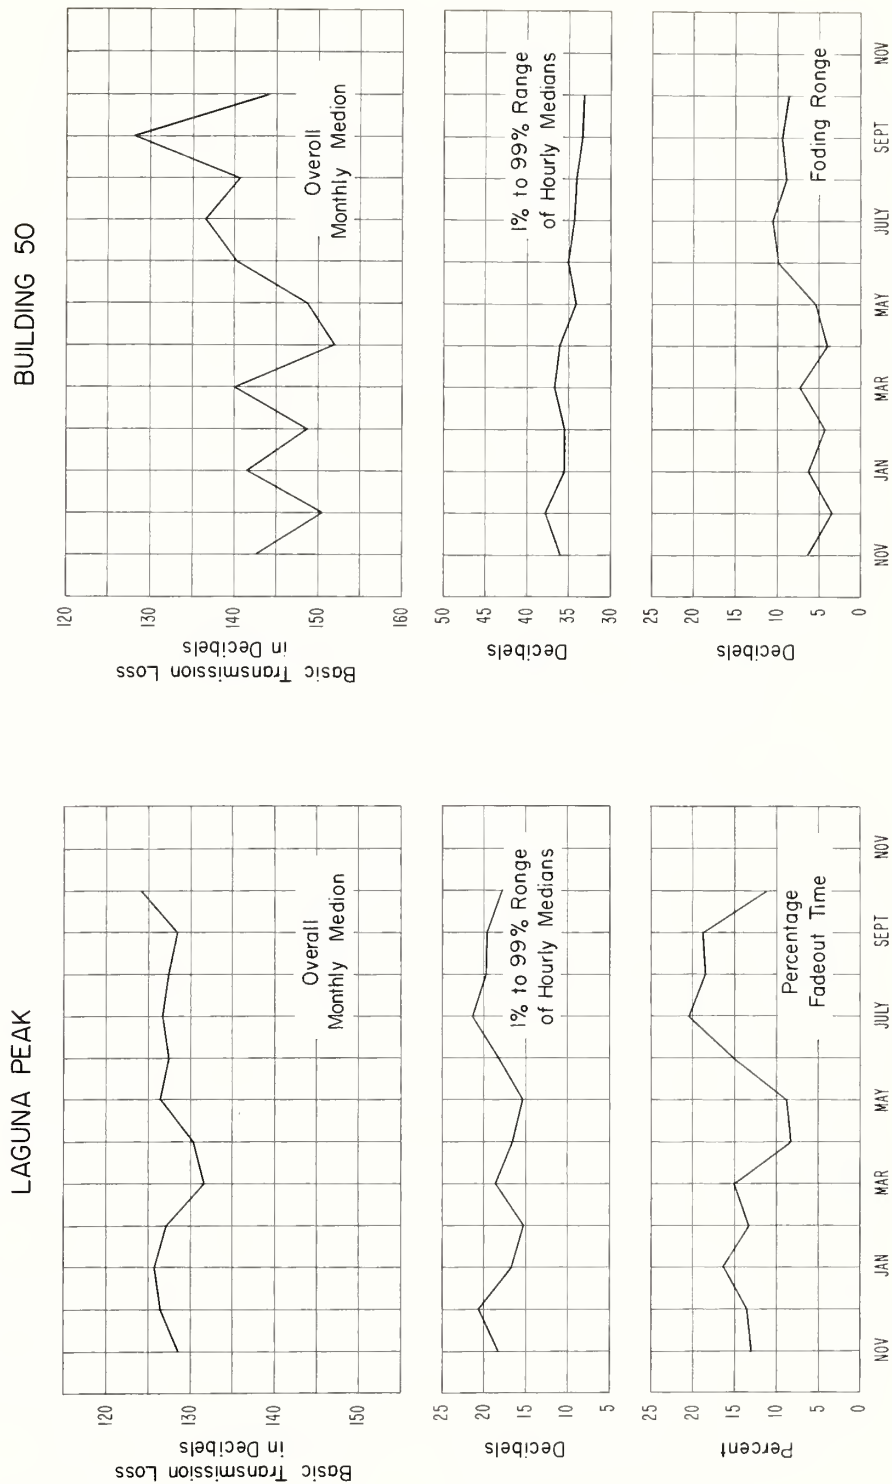 LAGUNA PEAK
Basic Transmission Loss
in Decibels
120
130
140
150
Overall
Monthly Medion
Decibels
25
20
15
10
5
1% to 99% Ronge
of Hourly Medians
Percent
25
20
15
10
5
0
Percentage
Fadeout Time
NOV JAN MAR MAY JULY SEPT NOV
BUILDING 50
Basic Transmission Loss
in Decibels
120
130
140
150
160
Overall
Monthly Medion
Decibels
50
45
40
35
30
1% to 99% Range
of Hourly Medians
Decibels
25
20
15
10
5
0
Foding Ronge
NOV JAN MAR MAY JULY SEPT NOV